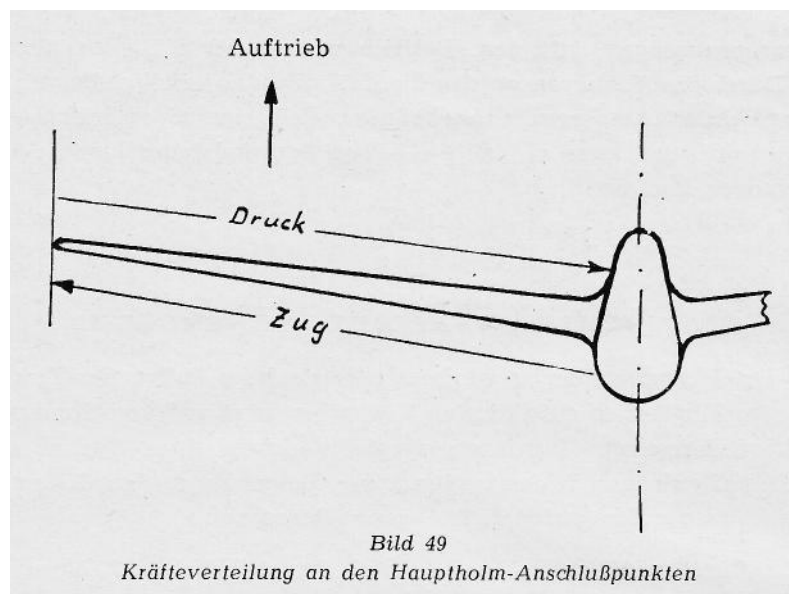 Auftrieb
Druck
Zug
Bild 49
Kräfteverteilung an den Hauptholm-Anschlußpunkten